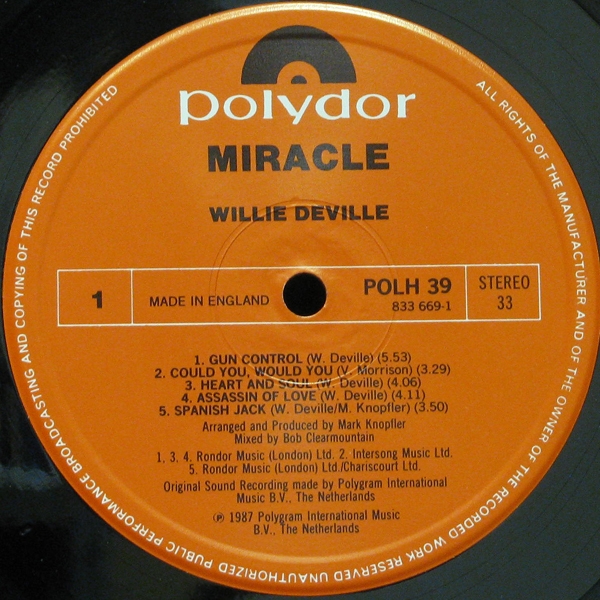 polydor
MIRACLE
WILLIE DEVILLE
1
MADE IN ENGLAND
POLH 39
833 669-1
STEREO
33
1. GUN CONTROL (W. Deville) (5.53)
2. COULD YOU, WOULD YOU (V. Morrison) (3.29)
3. HEART AND SOUL (W. Deville) (4.06)
4. ASSASSIN OF LOVE (W. Deville) (4.11)
5. SPANISH JACK (W. Deville/M. Knopfler) (3.50)
Arranged and Produced by Mark Knopfler
Mixed by Bob Clearmountain
1. 3. 4. Rondor Music (London) Ltd. 2. Intersong Music Ltd.
5. Rondor Music (London) Ltd./Chariscourt Ltd.
Original Sound Recording made by Polygram International
Music B.V., The Netherlands
℗ 1987 Polygram International Music
B.V., The Netherlands
ALL RIGHTS OF THE MANUFACTURER AND OF THE OWNER OF THE RECORDED WORK RESERVED UNAUTHORIZED PUBLIC PERFORMANCE BROADCASTING AND COPYING OF THIS RECORD PROHIBITED